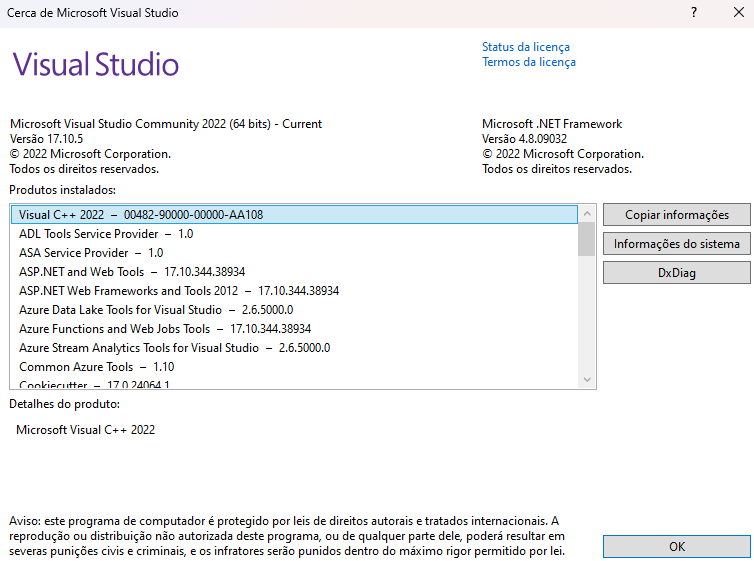 Cerca de Microsoft Visual Studio
?
Visual Studio
Status da licença
Termos da licença
Microsoft Visual Studio Community 2022 (64 bits) - Current
Versão 17.10.5
© 2022 Microsoft Corporation.
Todos os direitos reservados.
Microsoft .NET Framework
Versão 4.8.09032
© 2022 Microsoft Corporation.
Todos os direitos reservados.
Produtos instalados:
Visual C++ 2022 – 00482-90000-00000-AA108
ADL Tools Service Provider – 1.0
ASA Service Provider – 1.0
ASP.NET and Web Tools – 17.10.344.38934
ASP.NET Web Frameworks and Tools 2012 – 17.10.344.38934
Azure Data Lake Tools for Visual Studio – 2.6.5000.0
Azure Functions and Web Jobs Tools – 17.10.344.38934
Azure Stream Analytics Tools for Visual Studio – 2.6.5000.0
Common Azure Tools – 1.10
Cookiecutter – 17.0.24064.1
Copiar informações
Informações do sistema
DxDiag
Detalhes do produto:
Microsoft Visual C++ 2022
Aviso: este programa de computador é protegido por leis de direitos autorais e tratados internacionais. A
reprodução ou distribuição não autorizada deste programa, ou de qualquer parte dele, poderá resultar em
severas punições civis e criminais, e os infratores serão punidos dentro do máximo rigor permitido por lei.
OK